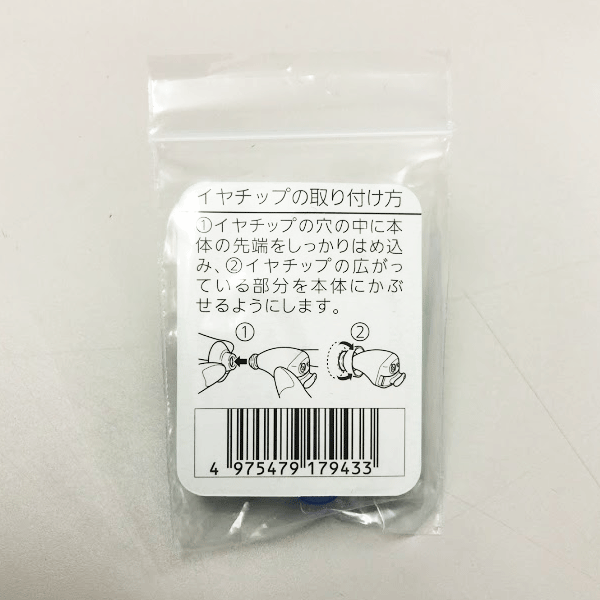 イヤチップの取り付け方
①イヤチップの穴の中に本
体の先端をしっかりはめ込
み、②イヤチップの広がっ
ている部分を本体にかぶ
せるようにします。
① ②
4 975479 179433